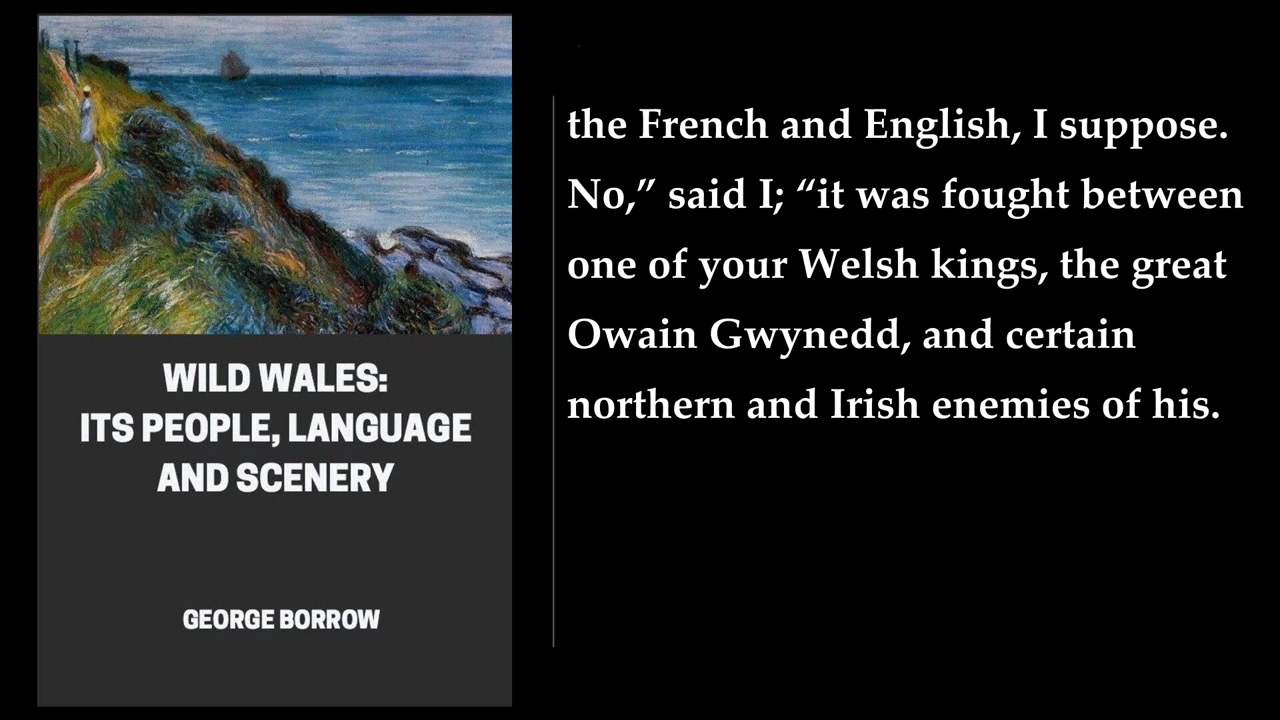 WILD WALES:
ITS PEOPLE, LANGUAGE
AND SCENERY
GEORGE BORROW
the French and English, I suppose.
No,” said I; “it was fought between
one of your Welsh kings, the great
Owain Gwynedd, and certain
northern and Irish enemies of his.